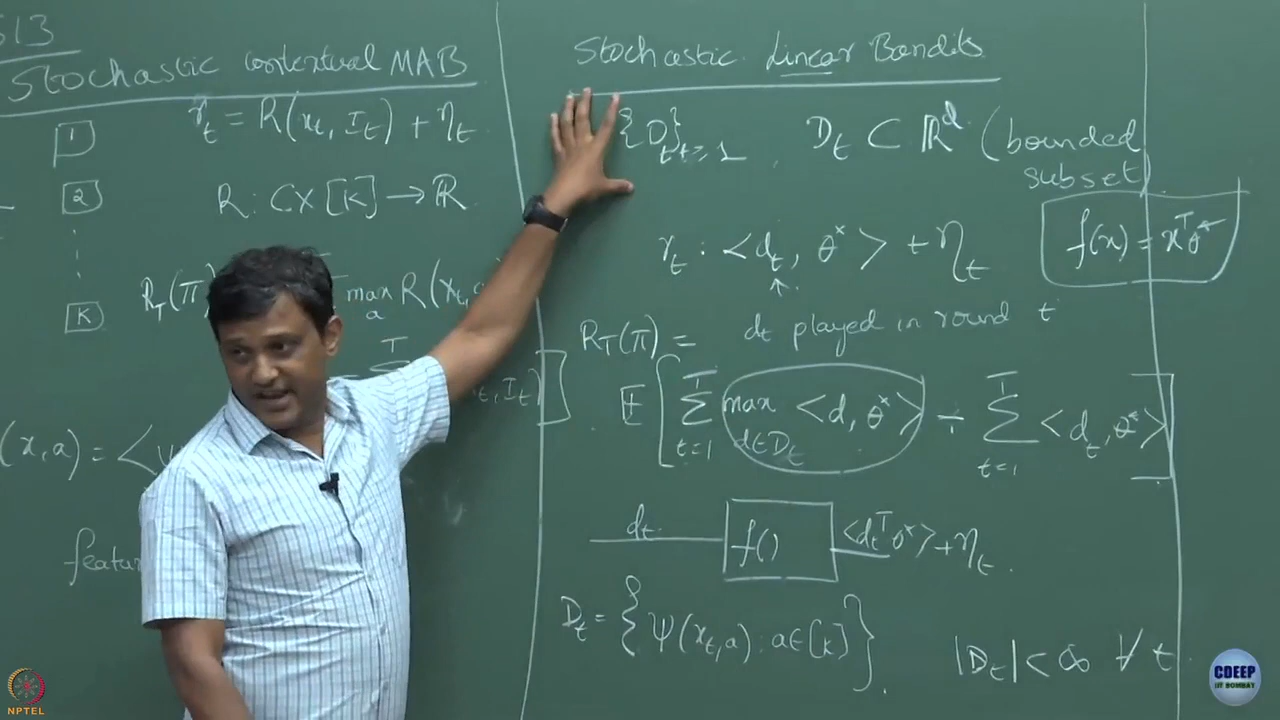 513
Stochastic contextual MAB
1
r_t = R(x_t, I_t) + η_t
2
R : C X [K] → ℝ
K
R_T(π)
max_a R(x_t, a
T
t, I_t) ]
(x, a) = < ψ
featur
Stochastic Linear Bandits
{D_t}_{t≥1} , D_t ⊂ ℝ^d (bounded
subset)
r_t : <d_t, θ*> + η_t
f(x) = x^T θ*
R_T(π) = d_t played in round t
𝔼 [ Σ_{t=1}^T max_{d∈D_t} <d, θ*> ÷ Σ_{t=1}^T <d_t, θ*> ]
d_t f() <d_t^T θ*> + η_t
D_t = { ψ(x_t, a) : a ∈ [K] } .
|D_t| < ∞ ∀ t
NPTEL
CDEEP
IIT BOMBAY